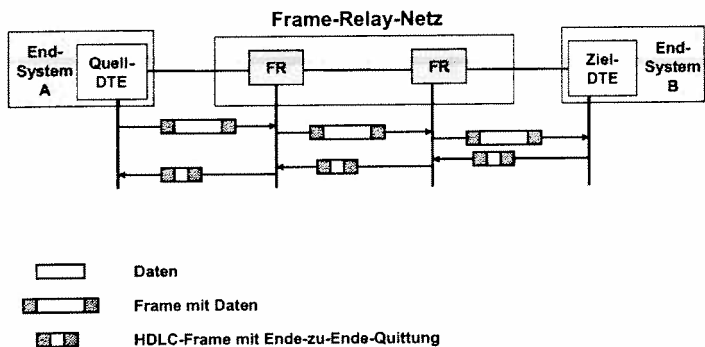 Frame-Relay-Netz
End-
System
A
Quell-
DTE
FR
FR
Ziel-
DTE
End-
System
B
Daten
Frame mit Daten
HDLC-Frame mit Ende-zu-Ende-Quittung